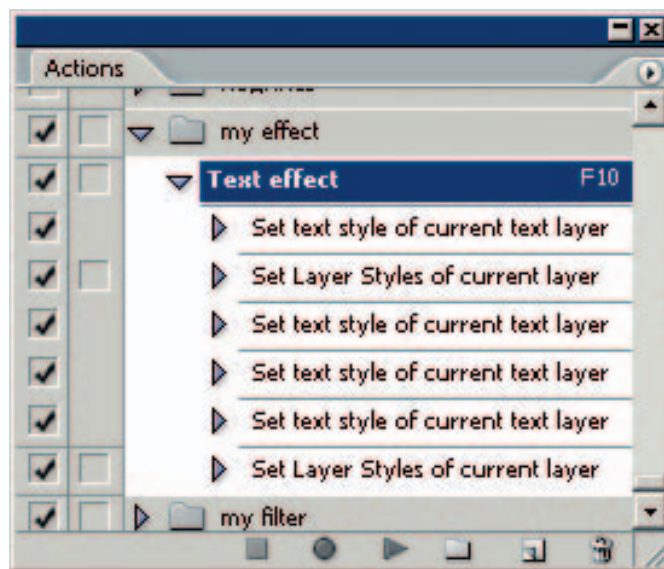 Actions
my effect
Text effect F10
Set text style of current text layer
Set Layer Styles of current layer
Set text style of current text layer
Set text style of current text layer
Set text style of current text layer
Set Layer Styles of current layer
my filter